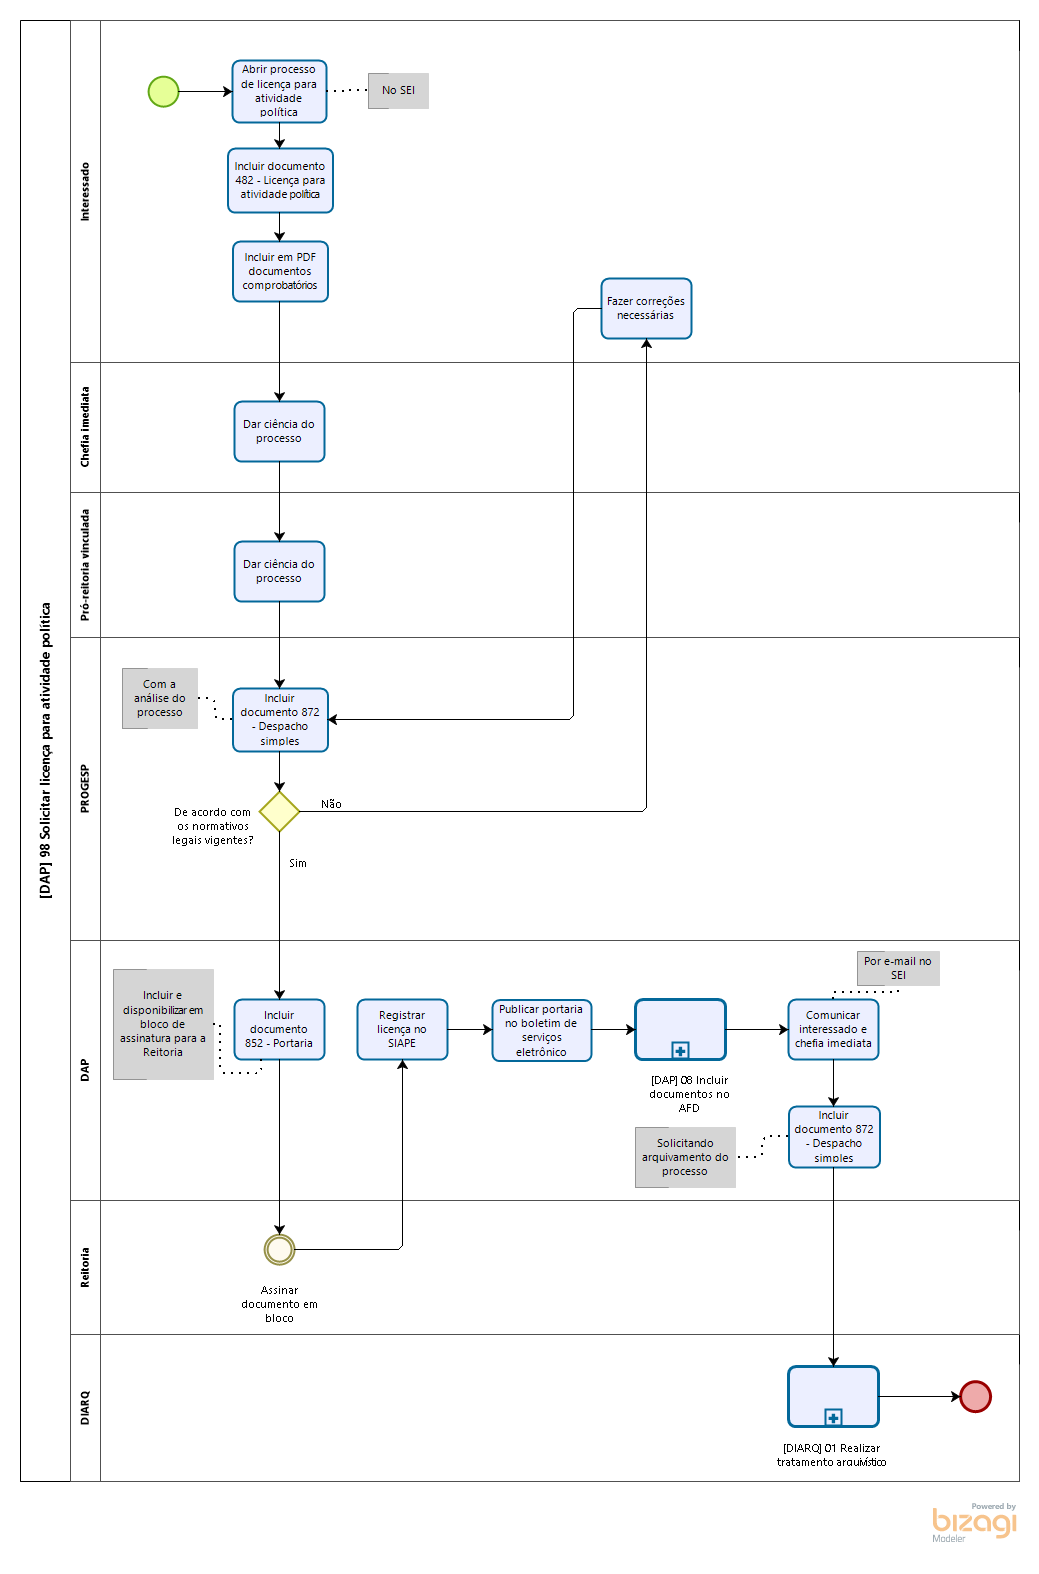 [DAP] 98 Solicitar licença para atividade política
Interessado
Abrir processo
de licença para
atividade
política
No SEI
Incluir documento
482 - Licença para
atividade política
Incluir em PDF
documentos
comprobatórios
Fazer correções
necessárias
Chefia imediata
Dar ciência do
processo
Pró-reitoria vinculada
Dar ciência do
processo
PROGESP
Com a
análise do
processo
Incluir
documento 872
- Despacho
simples
De acordo com
os normativos
legais vigentes?
Não
Sim
DAP
Incluir e
disponibilizar em
bloco de
assinatura para a
Reitoria
Incluir
documento
852 - Portaria
Registrar
licença no
SIAPE
Publicar portaria
no boletim de
serviços
eletrônico
[DAP] 08 Incluir
documentos no
AFD
Por e-mail no
SEI
Comunicar
interessado e
chefia imediata
Solicitando
arquivamento do
processo
Incluir
documento 872
- Despacho
simples
Reitoria
Assinar
documento em
bloco
DIARQ
[DIARQ] 01 Realizar
tratamento arquivístico
Powered by
bizagi
Modeler